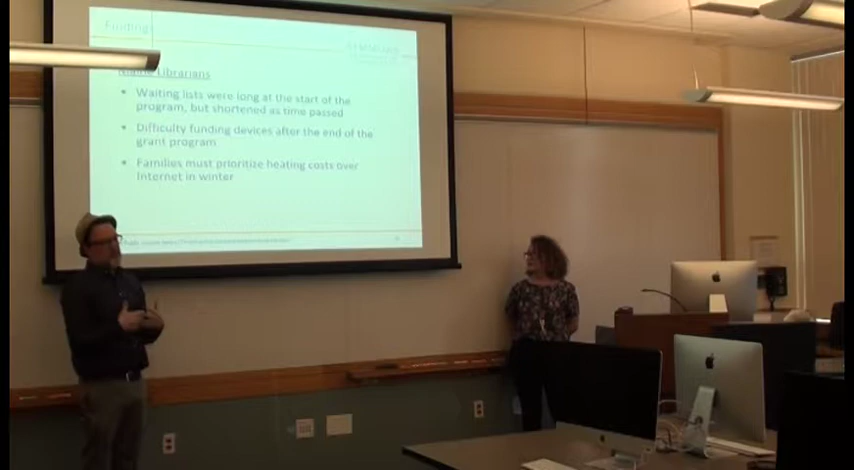 Funding
SIMMONS
Librarians
• Waiting lists were long at the start of the
program, but shortened as time passed
• Difficulty funding devices after the end of the
grant program
• Families must prioritize heating costs over
Internet in winter